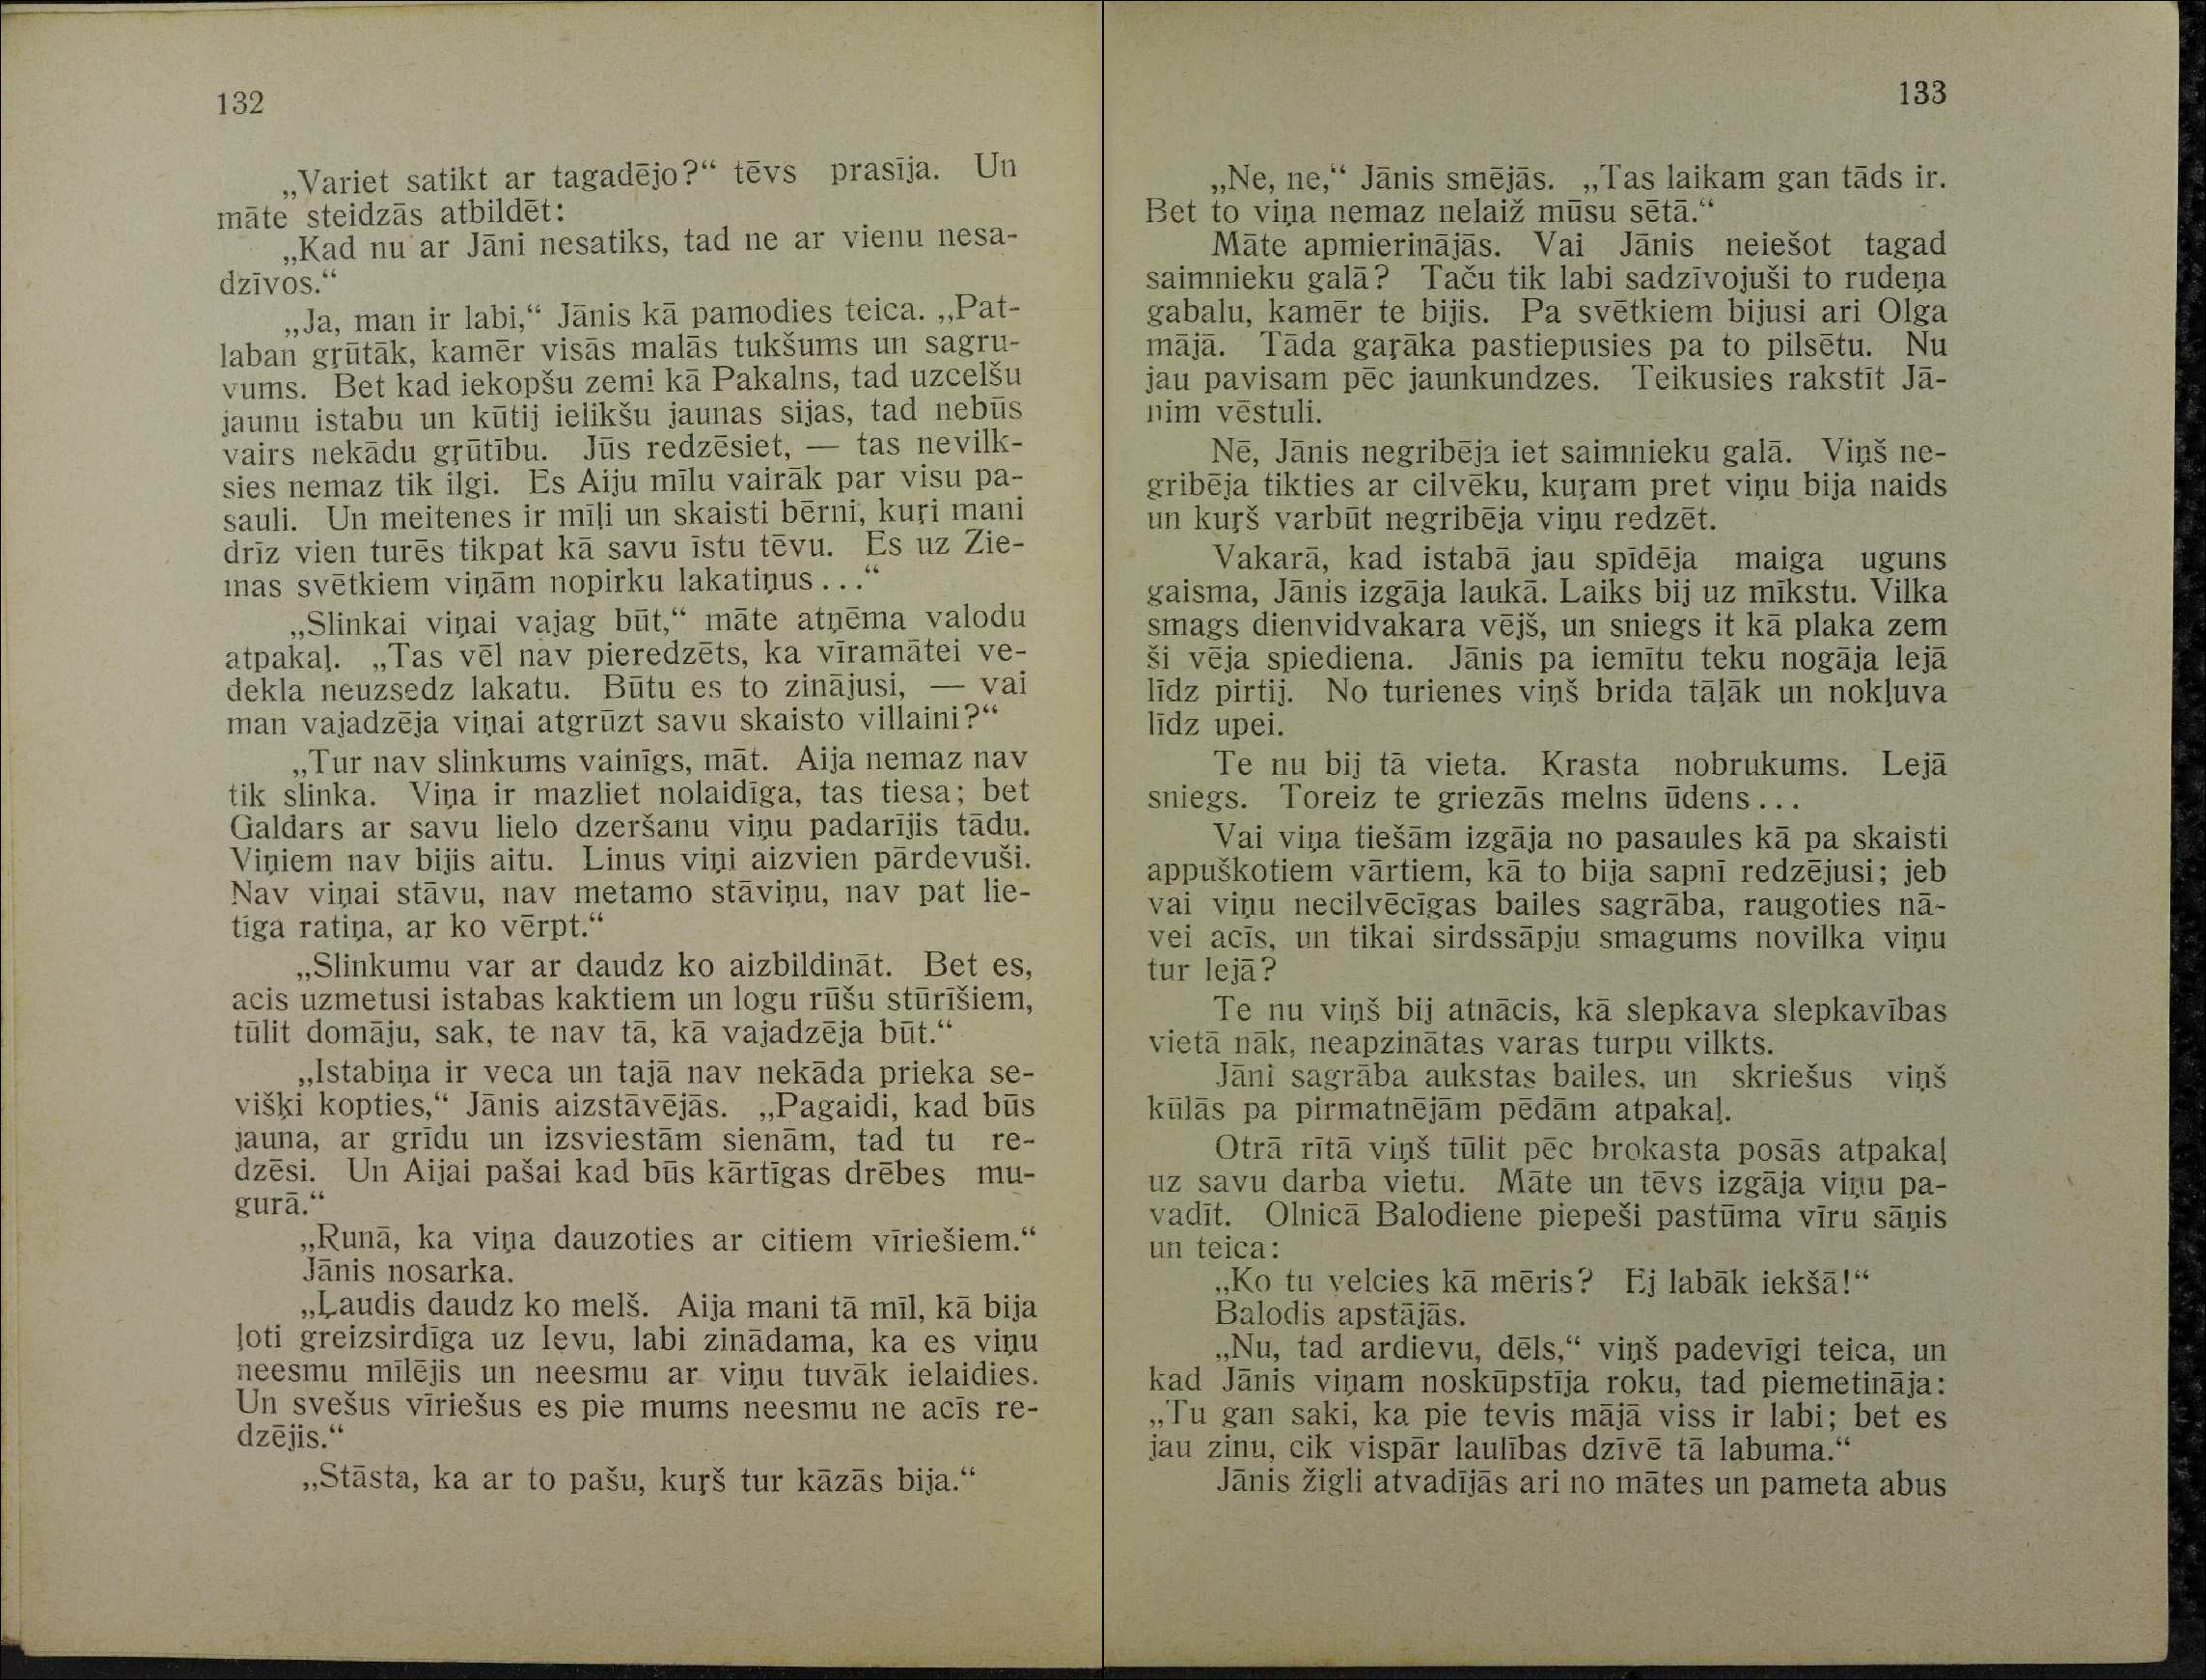 132
„Variet satikt ar tagadējo?“ tēvs prasīja. Un
māte steidzās atbildēt:
„Kad nu ar Jāni nesatiks, tad ne ar vienu nesa-
dzīvos.“
„Ja, man ir labi,“ Jānis kā pamodies teica. „Pat-
laban gŗūtāk, kamēr visās malās tukšums un sagŗu-
vums. Bet kad iekopšu zemi kā Pakalns, tad uzcelšu
jaunu istabu un kūtij ielikšu jaunas sijas, tad nebūs
vairs nekādu gŗūtību. Jūs redzēsiet, — tas nevilk-
sies nemaz tik ilgi. Es Aiju mīlu vairāk par visu pa-
sauli. Un meitenes ir mīļi un skaisti bērni, kuŗi mani
drīz vien turēs tikpat kā savu īstu tēvu. Es uz Zie-
mas svētkiem viņām nopirku lakatiņus...“
„Slinkai viņai vajag būt,“ māte atņēma valodu
atpakaļ. „Tas vēl nav pieredzēts, ka vīramātei ve-
dekla neuzsedz lakatu. Būtu es to zinājusi, — vai
man vajadzēja viņai atgrūzt savu skaisto villaini?“
„Tur nav slinkums vainīgs, māt. Aija nemaz nav
tik slinka. Viņa ir mazliet nolaidīga, tas tiesa; bet
Galdars ar savu lielo dzeršanu viņu padarījis tādu.
Viņiem nav bijis aitu. Linus viņi aizvien pārdevuši.
Nav viņai stāvu, nav metamo stāviņu, nav pat lie-
tīga ratiņa, ar ko vērpt.“
„Slinkumu var ar daudz ko aizbildināt. Bet es,
acis uzmetusi istabas kaktiem un logu rūšu stūrīšiem,
tūlit domāju, sak, te nav tā, kā vajadzēja būt.“
„Istabiņa ir veca un tajā nav nekāda prieka se-
višķi kopties,“ Jānis aizstāvējās. „Pagaidi, kad būs
jauna, ar grīdu un izsviestām sienām, tad tu re-
dzēsi. Un Aijai pašai kad būs kārtīgas drēbes mu-
gurā.“
„Runā, ka viņa dauzoties ar citiem vīriešiem.“
Jānis nosarka.
„Ļaudis daudz ko melš. Aija mani tā mīl, kā bija
ļoti greizsirdīga uz Ievu, labi zinādama, ka es viņu
neesmu mīlējis un neesmu ar viņu tuvāk ielaidies.
Un svešus vīriešus es pie mums neesmu ne acīs re-
dzējis.“
„Stāsta, ka ar to pašu, kuŗš tur kāzās bija.“
133
„Ne, ne,“ Jānis smējās. „Tas laikam gan tāds ir.
Bet to viņa nemaz nelaiž mūsu sētā.“
Māte apmierinājās. Vai Jānis neiešot tagad
saimnieku galā? Taču tik labi sadzīvojuši to rudeņa
gabalu, kamēr te bijis. Pa svētkiem bijusi ari Olga
mājā. Tāda gaŗāka pastiepusies pa to pilsētu. Nu
jau pavisam pēc jaunkundzes. Teikusies rakstīt Jā-
nim vēstuli.
Nē, Jānis negribēja iet saimnieku galā. Viņš ne-
gribēja tikties ar cilvēku, kuŗam pret viņu bija naids
un kuŗš varbūt negribēja viņu redzēt.
Vakarā, kad istabā jau spīdēja maiga uguns
gaisma, Jānis izgāja laukā. Laiks bij uz mīkstu. Vilka
smags dienvidvakara vējš, un sniegs it kā plaka zem
ši vēja spiediena. Jānis pa iemītu teku nogāja lejā
līdz pirtij. No turienes viņš brida tāļāk un nokļuva
līdz upei.
Te nu bij tā vieta. Krasta nobrukums. Lejā
sniegs. Toreiz te griezās melns ūdens...
Vai viņa tiešām izgāja no pasaules kā pa skaisti
appuškotiem vārtiem, kā to bija sapnī redzējusi; jeb
vai viņu necilvēcīgas bailes sagrāba, raugoties nā-
vei acīs, un tikai sirdssāpju smagums novilka viņu
tur lejā?
Te nu viņš bij atnācis, kā slepkava slepkavības
vietā nāk, neapzinātas varas turpu vilkts.
Jāni sagrāba aukstas bailes, un skriešus viņš
kūlās pa pirmatnējām pēdām atpakaļ.
Otrā rītā viņš tūlit pēc brokasta posās atpakaļ
uz savu darba vietu. Māte un tēvs izgāja viņu pa-
vadīt. Olnicā Balodiene piepeši pastūma vīru sāņis
un teica:
„Ko tu velcies kā mēris? Ej labāk iekšā!“
Balodis apstājās.
„Nu, tad ardievu, dēls,“ viņš padevīgi teica, un
kad Jānis viņam noskūpstīja roku, tad piemetināja:
„Tu gan saki, ka pie tevis mājā viss ir labi; bet es
jau zinu, cik vispār laulības dzīvē tā labuma.“
Jānis žigli atvadījās ari no mātes un pameta abus